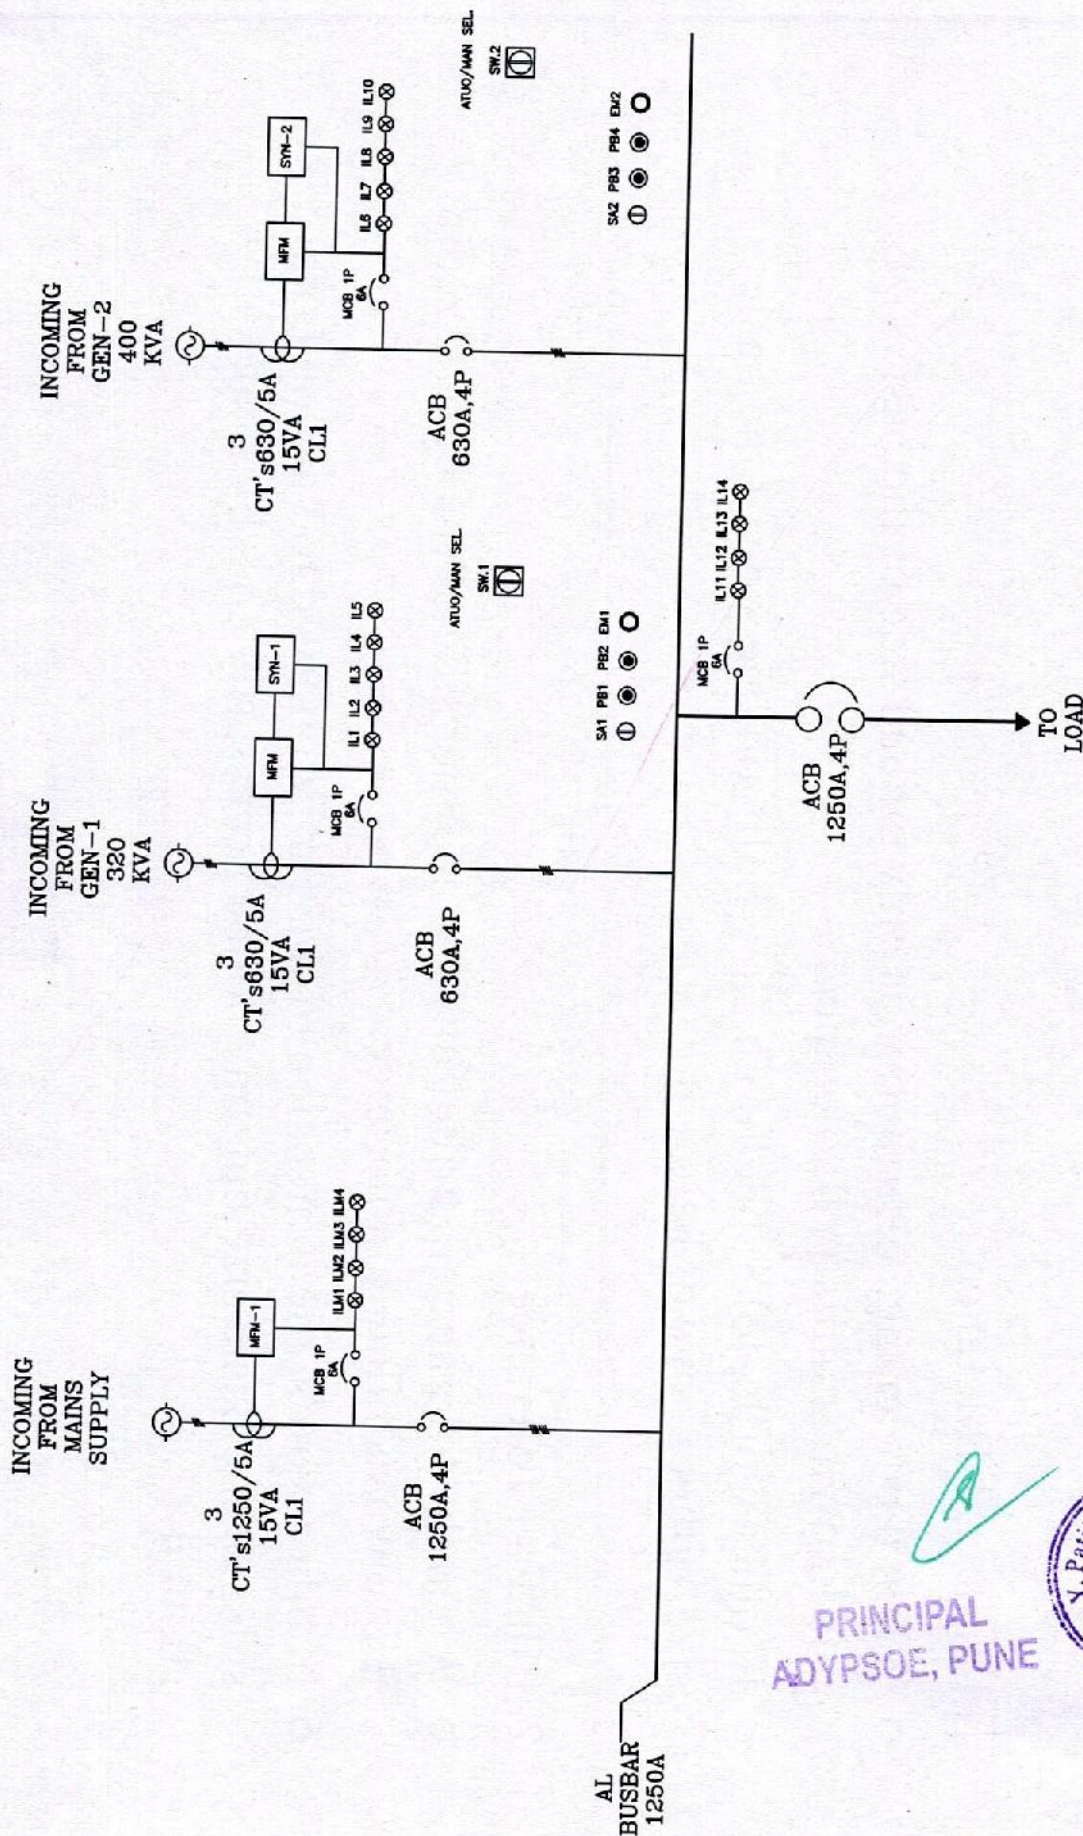 INCOMING
FROM
MAINS
SUPPLY
3
CT's1250/5A
15VA
CL1
MFM-1
MCB 1P
6A
ILM1 ILM2 ILM3 ILM4
ACB
1250A,4P
INCOMING
FROM
GEN-1
320
KVA
3
CT's630/5A
15VA
CL1
MFM
SYN-1
MCB 1P
6A
IL1 IL2 IL3 IL4 IL5
ACB
630A,4P
ATUO/MAN SEL.
SW.1
SA1 PB1 PB2 EM1
INCOMING
FROM
GEN-2
400
KVA
3
CT's630/5A
15VA
CL1
MFM
SYN-2
MCB 1P
6A
IL6 IL7 IL8 IL9 IL10
ACB
630A,4P
ATUO/MAN SEL.
SW.2
SA2 PB3 PB4 EM2
AL
BUSBAR
1250A
MCB 1P
6A
IL11 IL12 IL13 IL14
ACB
1250A,4P
TO
LOAD
PRINCIPAL
ADYPSOE, PUNE